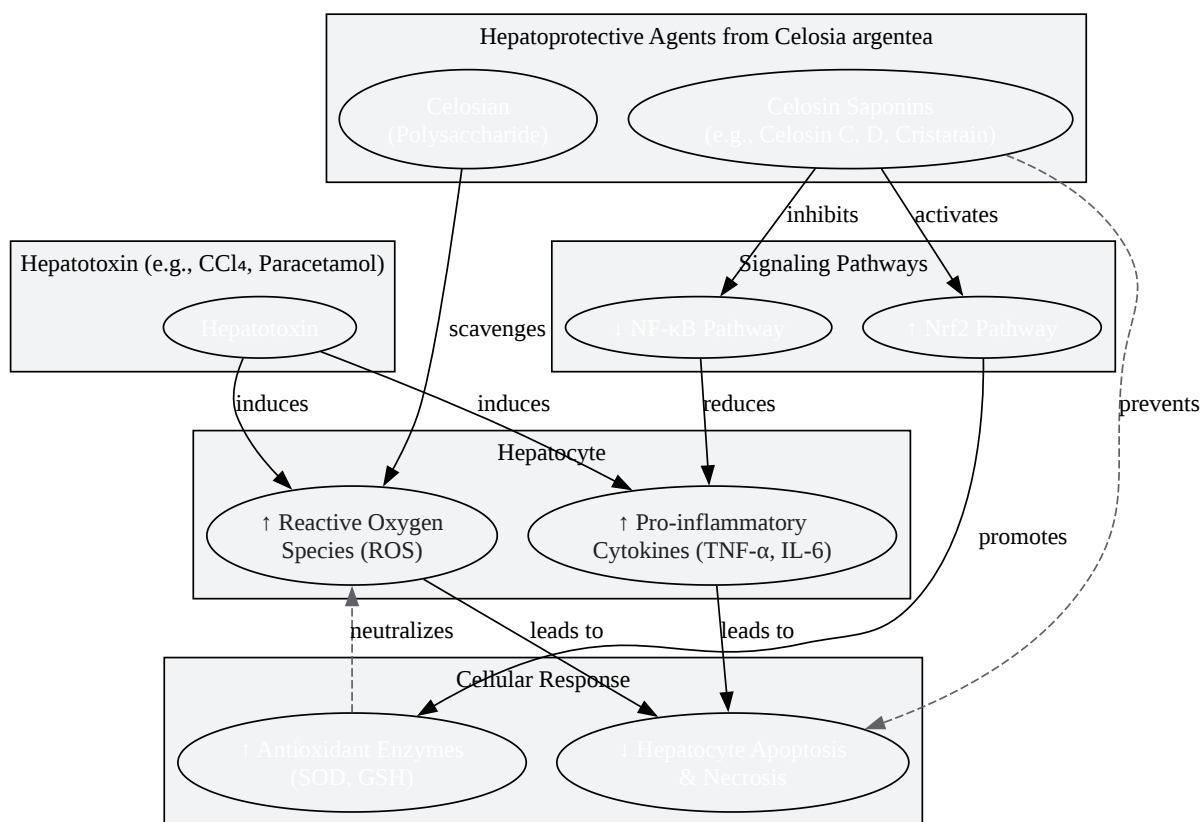 Hepatoprotective Agents from Celosia argentea
Celosian
(Polysaccharide)
Celosin Saponins
(e.g., Celosin C, D, Cristatain)
inhibits
activates
Hepatotoxin (e.g., CCl₄, Paracetamol)
Hepatotoxin
Signaling Pathways
↓ NF-κB Pathway
↑ Nrf2 Pathway
scavenges
induces
induces
reduces
prevents
Hepatocyte
↑ Reactive Oxygen
Species (ROS)
↑ Pro-inflammatory
Cytokines (TNF-α, IL-6)
promotes
neutralizes
leads to
leads to
Cellular Response
↑ Antioxidant Enzymes
(SOD, GSH)
↓ Hepatocyte Apoptosis
& Necrosis